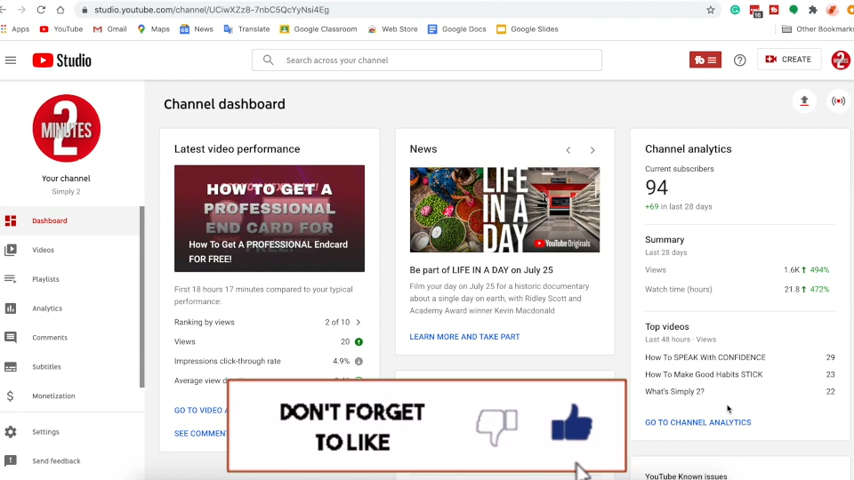 studio.youtube.com/channel/UCiwXZz8-7nbC5QcYyNsi4Eg
Apps YouTube Gmail Maps News Translate Google Classroom Web Store Google Docs Google Slides Other Bookmarks
Studio
Search across your channel
CREATE
2 MINUTES
Your channel
Simply 2
Dashboard
Videos
Playlists
Analytics
Comments
Subtitles
Monetization
Settings
Send feedback
Channel dashboard
Latest video performance
HOW TO GET A
PROFESSIONAL
END CARD FOR
FREE!
How To Get A PROFESSIONAL Endcard
FOR FREE!
First 18 hours 17 minutes compared to your typical
performance:
Ranking by views 2 of 10
Views 20
Impressions click-through rate 4.9%
Average view
GO TO VIDEO
SEE COMMEN
News
LIFE
IN A
DAY
YouTube Originals
Be part of LIFE IN A DAY on July 25
Film your day on July 25 for a historic documentary
about a single day on earth, with Ridley Scott and
Academy Award winner Kevin Macdonald
LEARN MORE AND TAKE PART
Channel analytics
Current subscribers
94
+69 in last 28 days
Summary
Last 28 days
Views 1.6K 494%
Watch time (hours) 21.8 472%
Top videos
Last 48 hours · Views
How To SPEAK With CONFIDENCE 29
How To Make Good Habits STICK 23
What's Simply 2? 22
GO TO CHANNEL ANALYTICS
YouTube Known issues
DON'T FORGET
TO LIKE